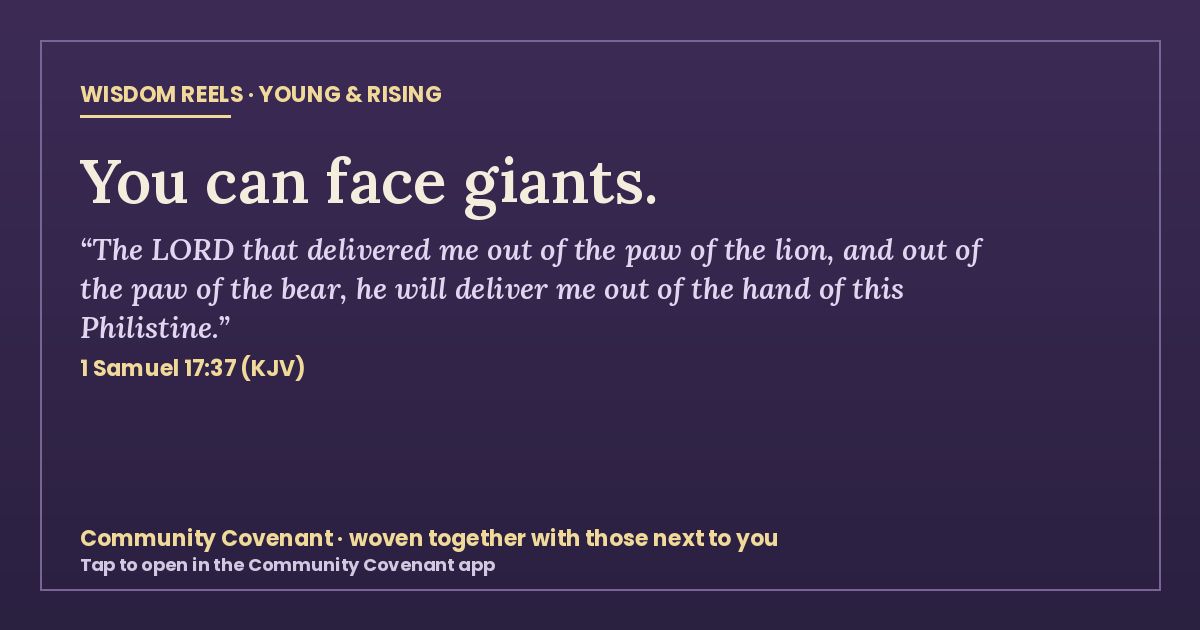 WISDOM REELS · YOUNG & RISING
You can face giants.
“The LORD that delivered me out of the paw of the lion, and out of
the paw of the bear, he will deliver me out of the hand of this
Philistine.”
1 Samuel 17:37 (KJV)
Community Covenant · woven together with those next to you
Tap to open in the Community Covenant app